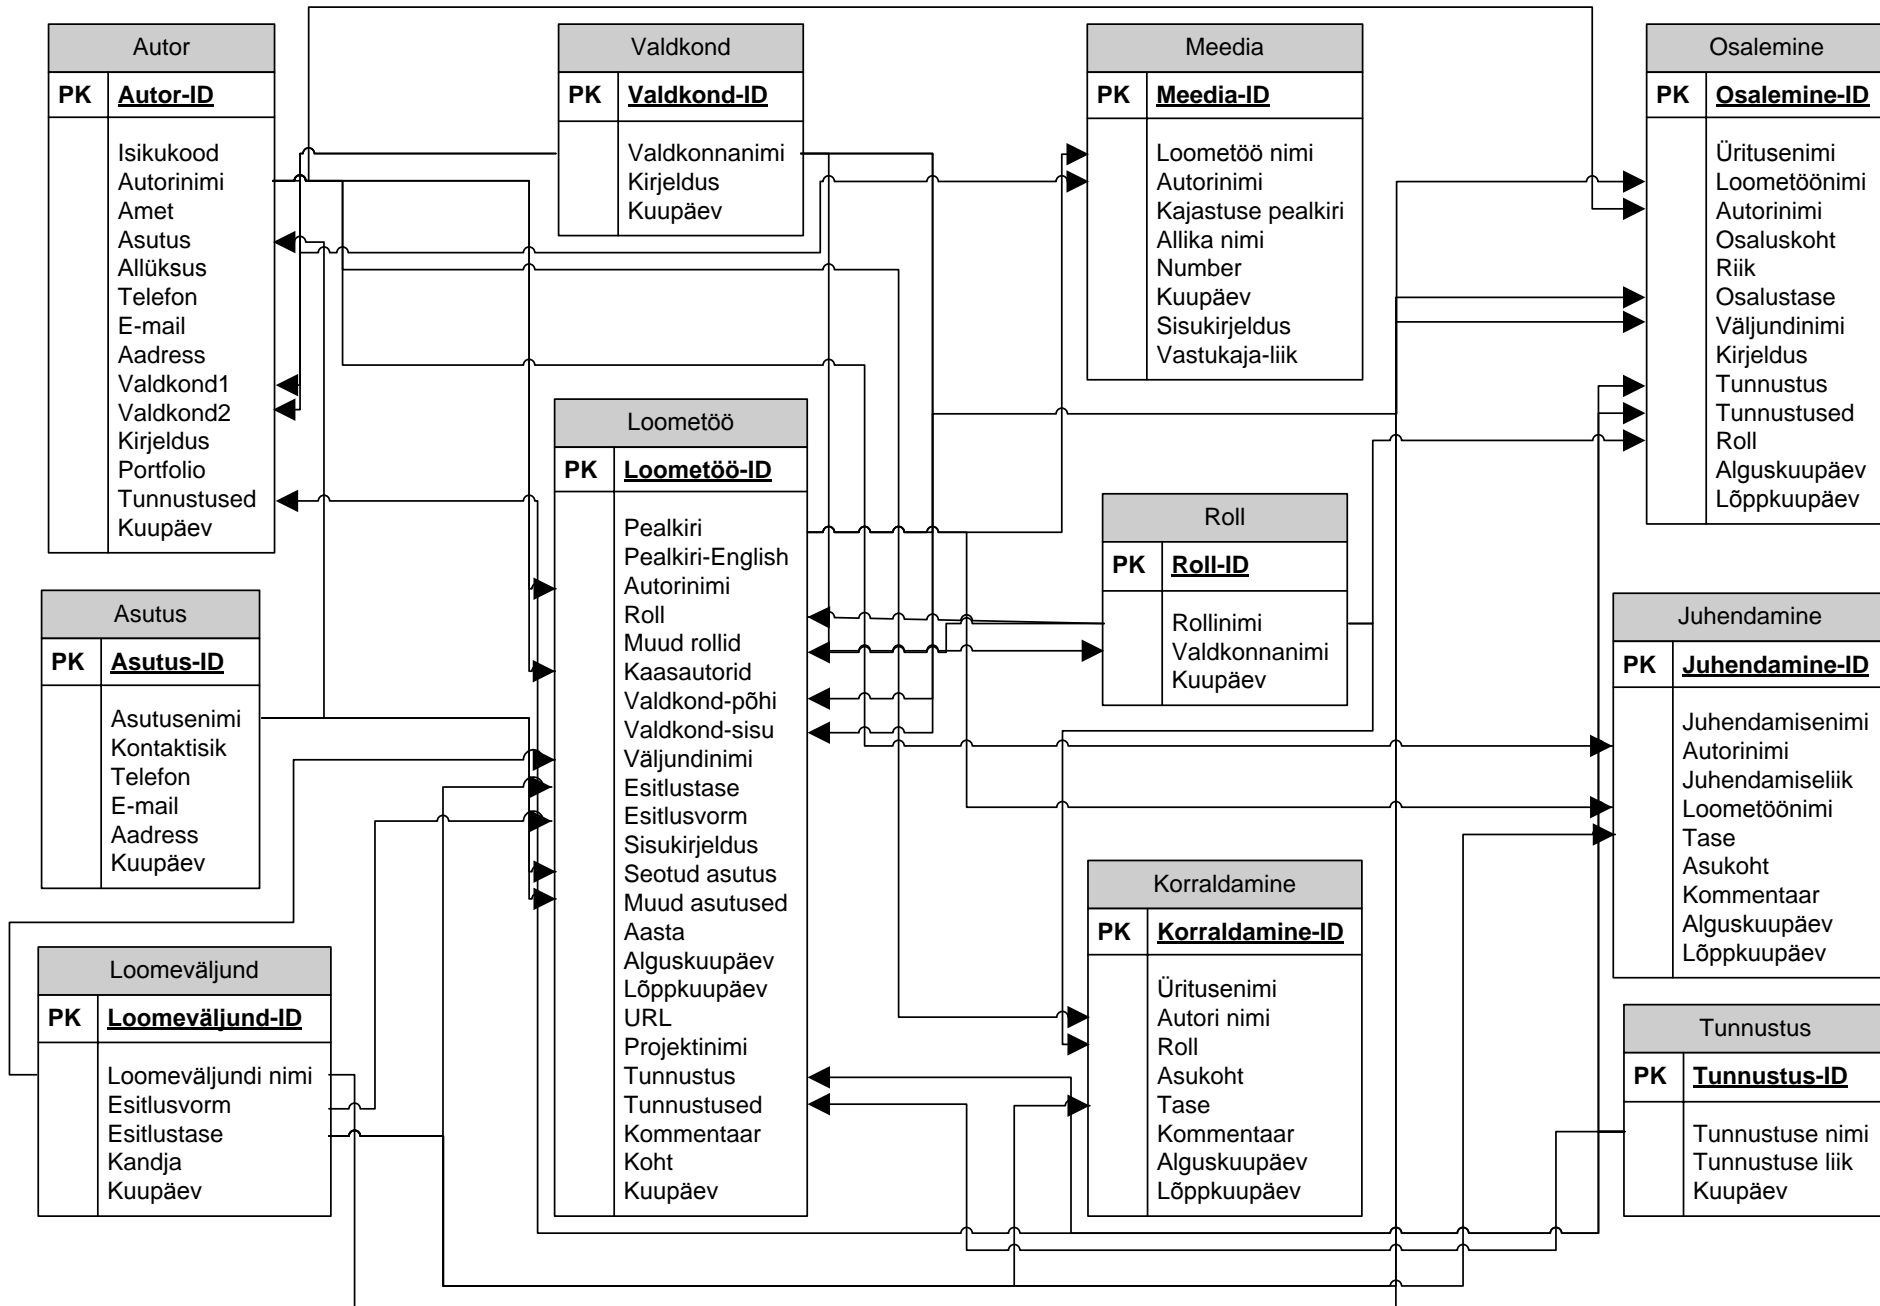 Autor
PK Autor-ID
Isikukood
Autorinimi
Amet
Asutus
Allüksus
Telefon
E-mail
Aadress
Valdkond1
Valdkond2
Kirjeldus
Portfolio
Tunnustused
Kuupäev
Valdkond
PK Valdkond-ID
Valdkonnanimi
Kirjeldus
Kuupäev
Meedia
PK Meedia-ID
Loometöö nimi
Autorinimi
Kajastuse pealkiri
Allika nimi
Number
Kuupäev
Sisukirjeldus
Vastukaja-liik
Osalemine
PK Osalemine-ID
Üritusenimi
Loometöönimi
Autorinimi
Osaluskoht
Riik
Osalustase
Väljundinimi
Kirjeldus
Tunnustus
Tunnustused
Roll
Alguskuupäev
Lõppkuupäev
Loometöö
PK Loometöö-ID
Pealkiri
Pealkiri-English
Autorinimi
Roll
Muud rollid
Kaasautorid
Valdkond-põhi
Valdkond-sisu
Väljundinimi
Esitlustase
Esitlusvorm
Sisukirjeldus
Seotud asutus
Muud asutused
Aasta
Alguskuupäev
Lõppkuupäev
URL
Projektinimi
Tunnustus
Tunnustused
Kommentaar
Koht
Kuupäev
Roll
PK Roll-ID
Rollinimi
Valdkonnanimi
Kuupäev
Asutus
PK Asutus-ID
Asutusenimi
Kontaktisik
Telefon
E-mail
Aadress
Kuupäev
Juhendamine
PK Juhendamine-ID
Juhendamisenimi
Autorinimi
Juhendamiseliik
Loometöönimi
Tase
Asukoht
Kommentaar
Alguskuupäev
Lõppkuupäev
Korraldamine
PK Korraldamine-ID
Üritusenimi
Autori nimi
Roll
Asukoht
Tase
Kommentaar
Alguskuupäev
Lõppkuupäev
Loomeväljund
PK Loomeväljund-ID
Loomeväljundi nimi
Esitlusvorm
Esitlustase
Kandja
Kuupäev
Tunnustus
PK Tunnustus-ID
Tunnustuse nimi
Tunnustuse liik
Kuupäev